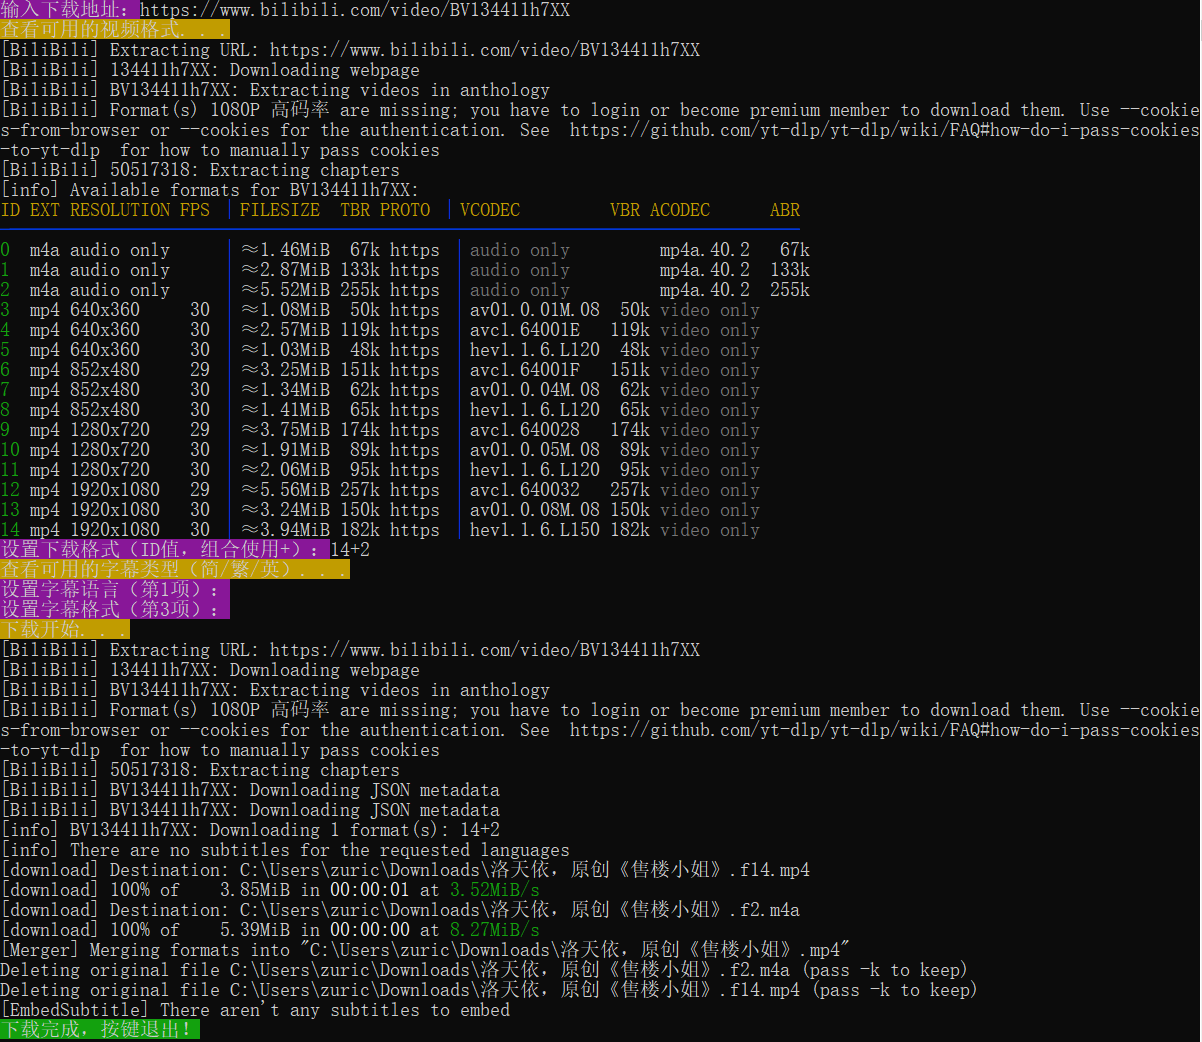 输入下载地址：https://www.bilibili.com/video/BV134411h7XX
查看可用的视频格式. . .
[BiliBili] Extracting URL: https://www.bilibili.com/video/BV134411h7XX
[BiliBili] 134411h7XX: Downloading webpage
[BiliBili] BV134411h7XX: Extracting videos in anthology
[BiliBili] Format(s) 1080P 高码率 are missing; you have to login or become premium member to download them. Use --cookie
s-from-browser or --cookies for the authentication. See  https://github.com/yt-dlp/yt-dlp/wiki/FAQ#how-do-i-pass-cookies
-to-yt-dlp  for how to manually pass cookies
[BiliBili] 50517318: Extracting chapters
[info] Available formats for BV134411h7XX:
ID EXT RESOLUTION FPS │ FILESIZE  TBR PROTO │ VCODEC         VBR ACODEC      ABR
0  m4a audio only     │ ≈1.46MiB  67k https │ audio only         mp4a.40.2   67k
1  m4a audio only     │ ≈2.87MiB 133k https │ audio only         mp4a.40.2  133k
2  m4a audio only     │ ≈5.52MiB 255k https │ audio only         mp4a.40.2  255k
3  mp4 640x360     30 │ ≈1.08MiB  50k https │ av01.0.01M.08  50k video only
4  mp4 640x360     30 │ ≈2.57MiB 119k https │ avc1.64001E   119k video only
5  mp4 640x360     30 │ ≈1.03MiB  48k https │ hev1.1.6.L120  48k video only
6  mp4 852x480     29 │ ≈3.25MiB 151k https │ avc1.64001F   151k video only
7  mp4 852x480     30 │ ≈1.34MiB  62k https │ av01.0.04M.08  62k video only
8  mp4 852x480     30 │ ≈1.41MiB  65k https │ hev1.1.6.L120  65k video only
9  mp4 1280x720    29 │ ≈3.75MiB 174k https │ avc1.640028   174k video only
10 mp4 1280x720    30 │ ≈1.91MiB  89k https │ av01.0.05M.08  89k video only
11 mp4 1280x720    30 │ ≈2.06MiB  95k https │ hev1.1.6.L120  95k video only
12 mp4 1920x1080   29 │ ≈5.56MiB 257k https │ avc1.640032   257k video only
13 mp4 1920x1080   30 │ ≈3.24MiB 150k https │ av01.0.08M.08 150k video only
14 mp4 1920x1080   30 │ ≈3.94MiB 182k https │ hev1.1.6.L150 182k video only
设置下载格式（ID值，组合使用+）：14+2
查看可用的字幕类型（简/繁/英）. . .
设置字幕语言（第1项）：
设置字幕格式（第3项）：
下载开始. . .
[BiliBili] Extracting URL: https://www.bilibili.com/video/BV134411h7XX
[BiliBili] 134411h7XX: Downloading webpage
[BiliBili] BV134411h7XX: Extracting videos in anthology
[BiliBili] Format(s) 1080P 高码率 are missing; you have to login or become premium member to download them. Use --cookie
s-from-browser or --cookies for the authentication. See  https://github.com/yt-dlp/yt-dlp/wiki/FAQ#how-do-i-pass-cookies
-to-yt-dlp  for how to manually pass cookies
[BiliBili] 50517318: Extracting chapters
[BiliBili] BV134411h7XX: Downloading JSON metadata
[BiliBili] BV134411h7XX: Downloading JSON metadata
[info] BV134411h7XX: Downloading 1 format(s): 14+2
[info] There are no subtitles for the requested languages
[download] Destination: C:\Users\zuric\Downloads\洛天依，原创《售楼小姐》.f14.mp4
[download] 100% of    3.85MiB in 00:00:01 at 3.52MiB/s
[download] Destination: C:\Users\zuric\Downloads\洛天依，原创《售楼小姐》.f2.m4a
[download] 100% of    5.39MiB in 00:00:00 at 8.27MiB/s
[Merger] Merging formats into "C:\Users\zuric\Downloads\洛天依，原创《售楼小姐》.mp4"
Deleting original file C:\Users\zuric\Downloads\洛天依，原创《售楼小姐》.f2.m4a (pass -k to keep)
Deleting original file C:\Users\zuric\Downloads\洛天依，原创《售楼小姐》.f14.mp4 (pass -k to keep)
[EmbedSubtitle] There aren't any subtitles to embed
下载完成，按键退出！